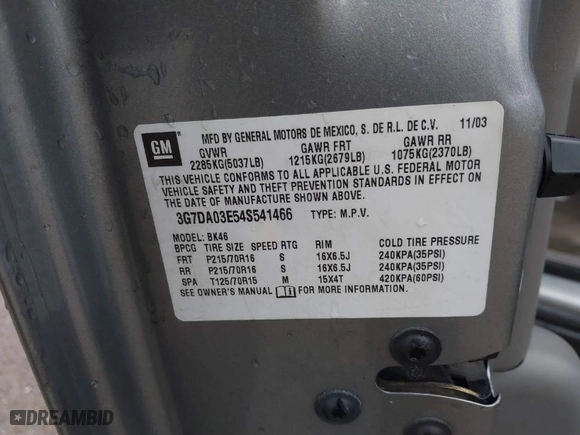 GM
MFD BY GENERAL MOTORS DE MEXICO, S. DE R.L. DE C.V. 11/03
GVWR GAWR FRT GAWR RR
2285KG(5037LB) 1215KG(2679LB) 1075KG(2370LB)
THIS VEHICLE CONFORMS TO ALL APPLICABLE U.S. FEDERAL MOTOR
VEHICLE SAFETY AND THEFT PREVENTION STANDARDS IN EFFECT ON
THE DATE OF MANUFACTURE SHOWN ABOVE.
3G7DA03E54S541466 TYPE: M.P.V.
MODEL: BK46
BPCG TIRE SIZE SPEED RTG RIM COLD TIRE PRESSURE
FRT P215/70R16 S 16X6.5J 240KPA(35PSI)
RR P215/70R16 S 16X6.5J 240KPA(35PSI)
SPA T125/70R15 M 15X4T 420KPA(60PSI)
SEE OWNER'S MANUAL FOR MORE INFORMATION.
DREAMBID